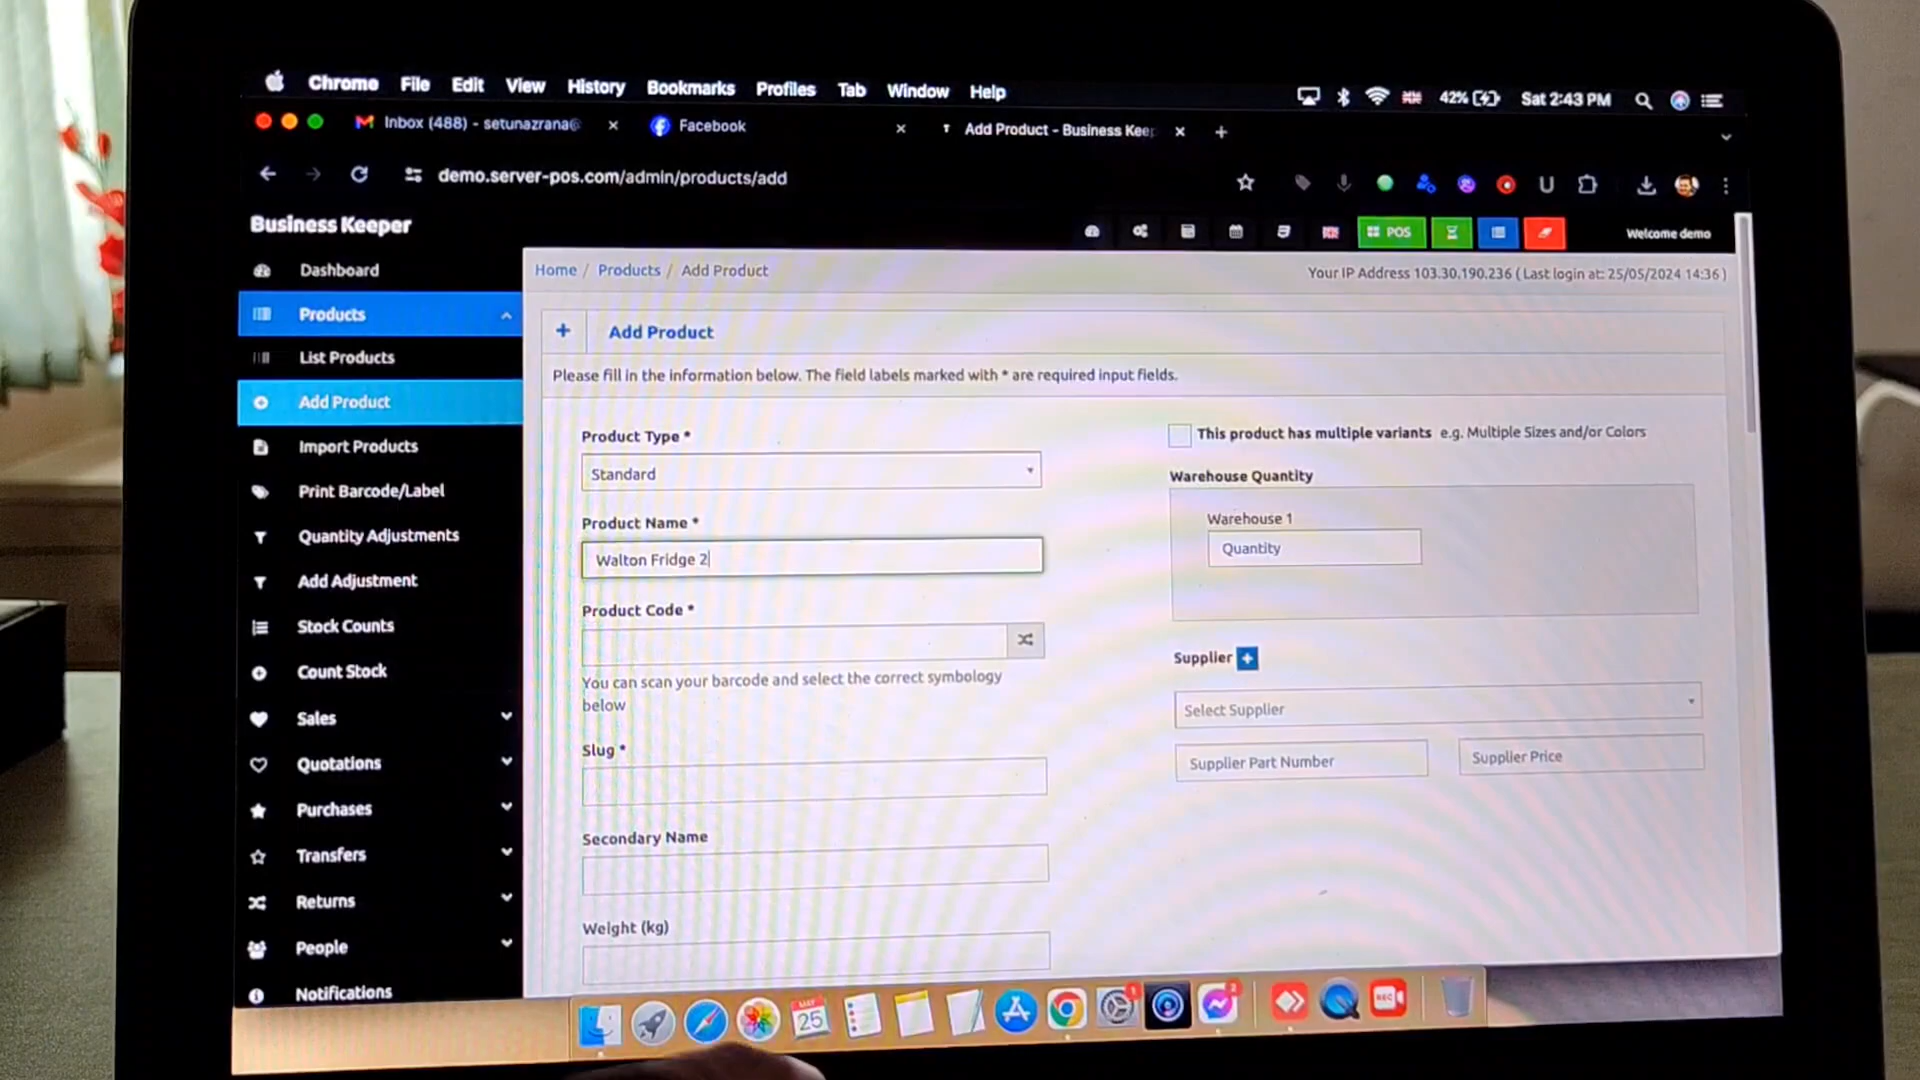 Chrome File Edit View History Bookmarks Profiles Tab Window Help 42% Sat 2:43 PM
Inbox (488) - setunazrana@ Facebook Add Product - Business Keep
demo.server-pos.com/admin/products/add
Business Keeper POS Welcome demo
Home / Products / Add Product Your IP Address 103.30.190.236 ( Last login at: 25/05/2024 14:36 )
Dashboard
Products
List Products
Add Product
Import Products
Print Barcode/Label
Quantity Adjustments
Add Adjustment
Stock Counts
Count Stock
Sales
Quotations
Purchases
Transfers
Returns
People
Notifications
Add Product
Please fill in the information below. The field labels marked with * are required input fields.
Product Type *
Standard
Product Name *
Walton Fridge 2
Product Code *
You can scan your barcode and select the correct symbology
below
Slug *
Secondary Name
Weight (kg)
This product has multiple variants e.g. Multiple Sizes and/or Colors
Warehouse Quantity
Warehouse 1
Quantity
Supplier
Select Supplier
Supplier Part Number Supplier Price
MAY
25
1
2
REC